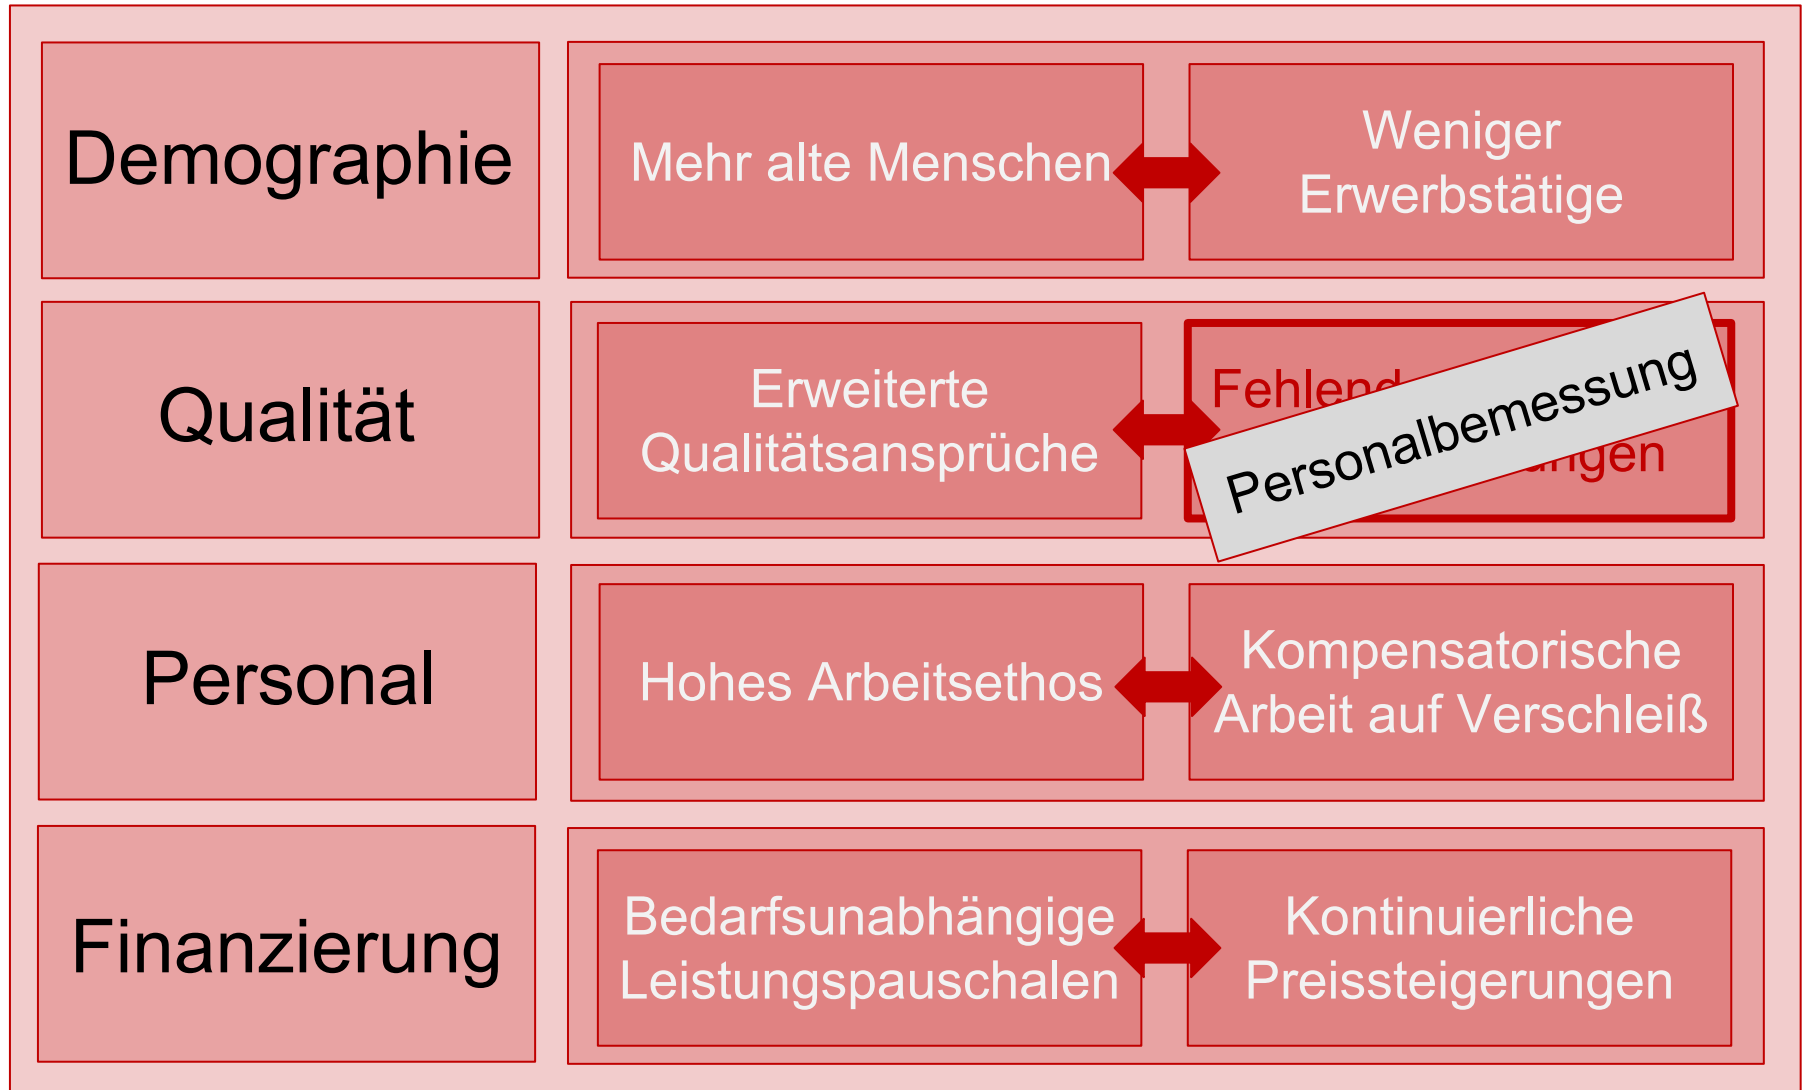 Demographie
Mehr alte Menschen
Weniger
Erwerbstätige
Qualität
Erweiterte
Qualitätsansprüche
Personalbemessung
Personal
Hohes Arbeitsethos
Kompensatorische
Arbeit auf Verschleiß
Finanzierung
Bedarfsunabhängige
Leistungspauschalen
Kontinuierliche
Preissteigerungen